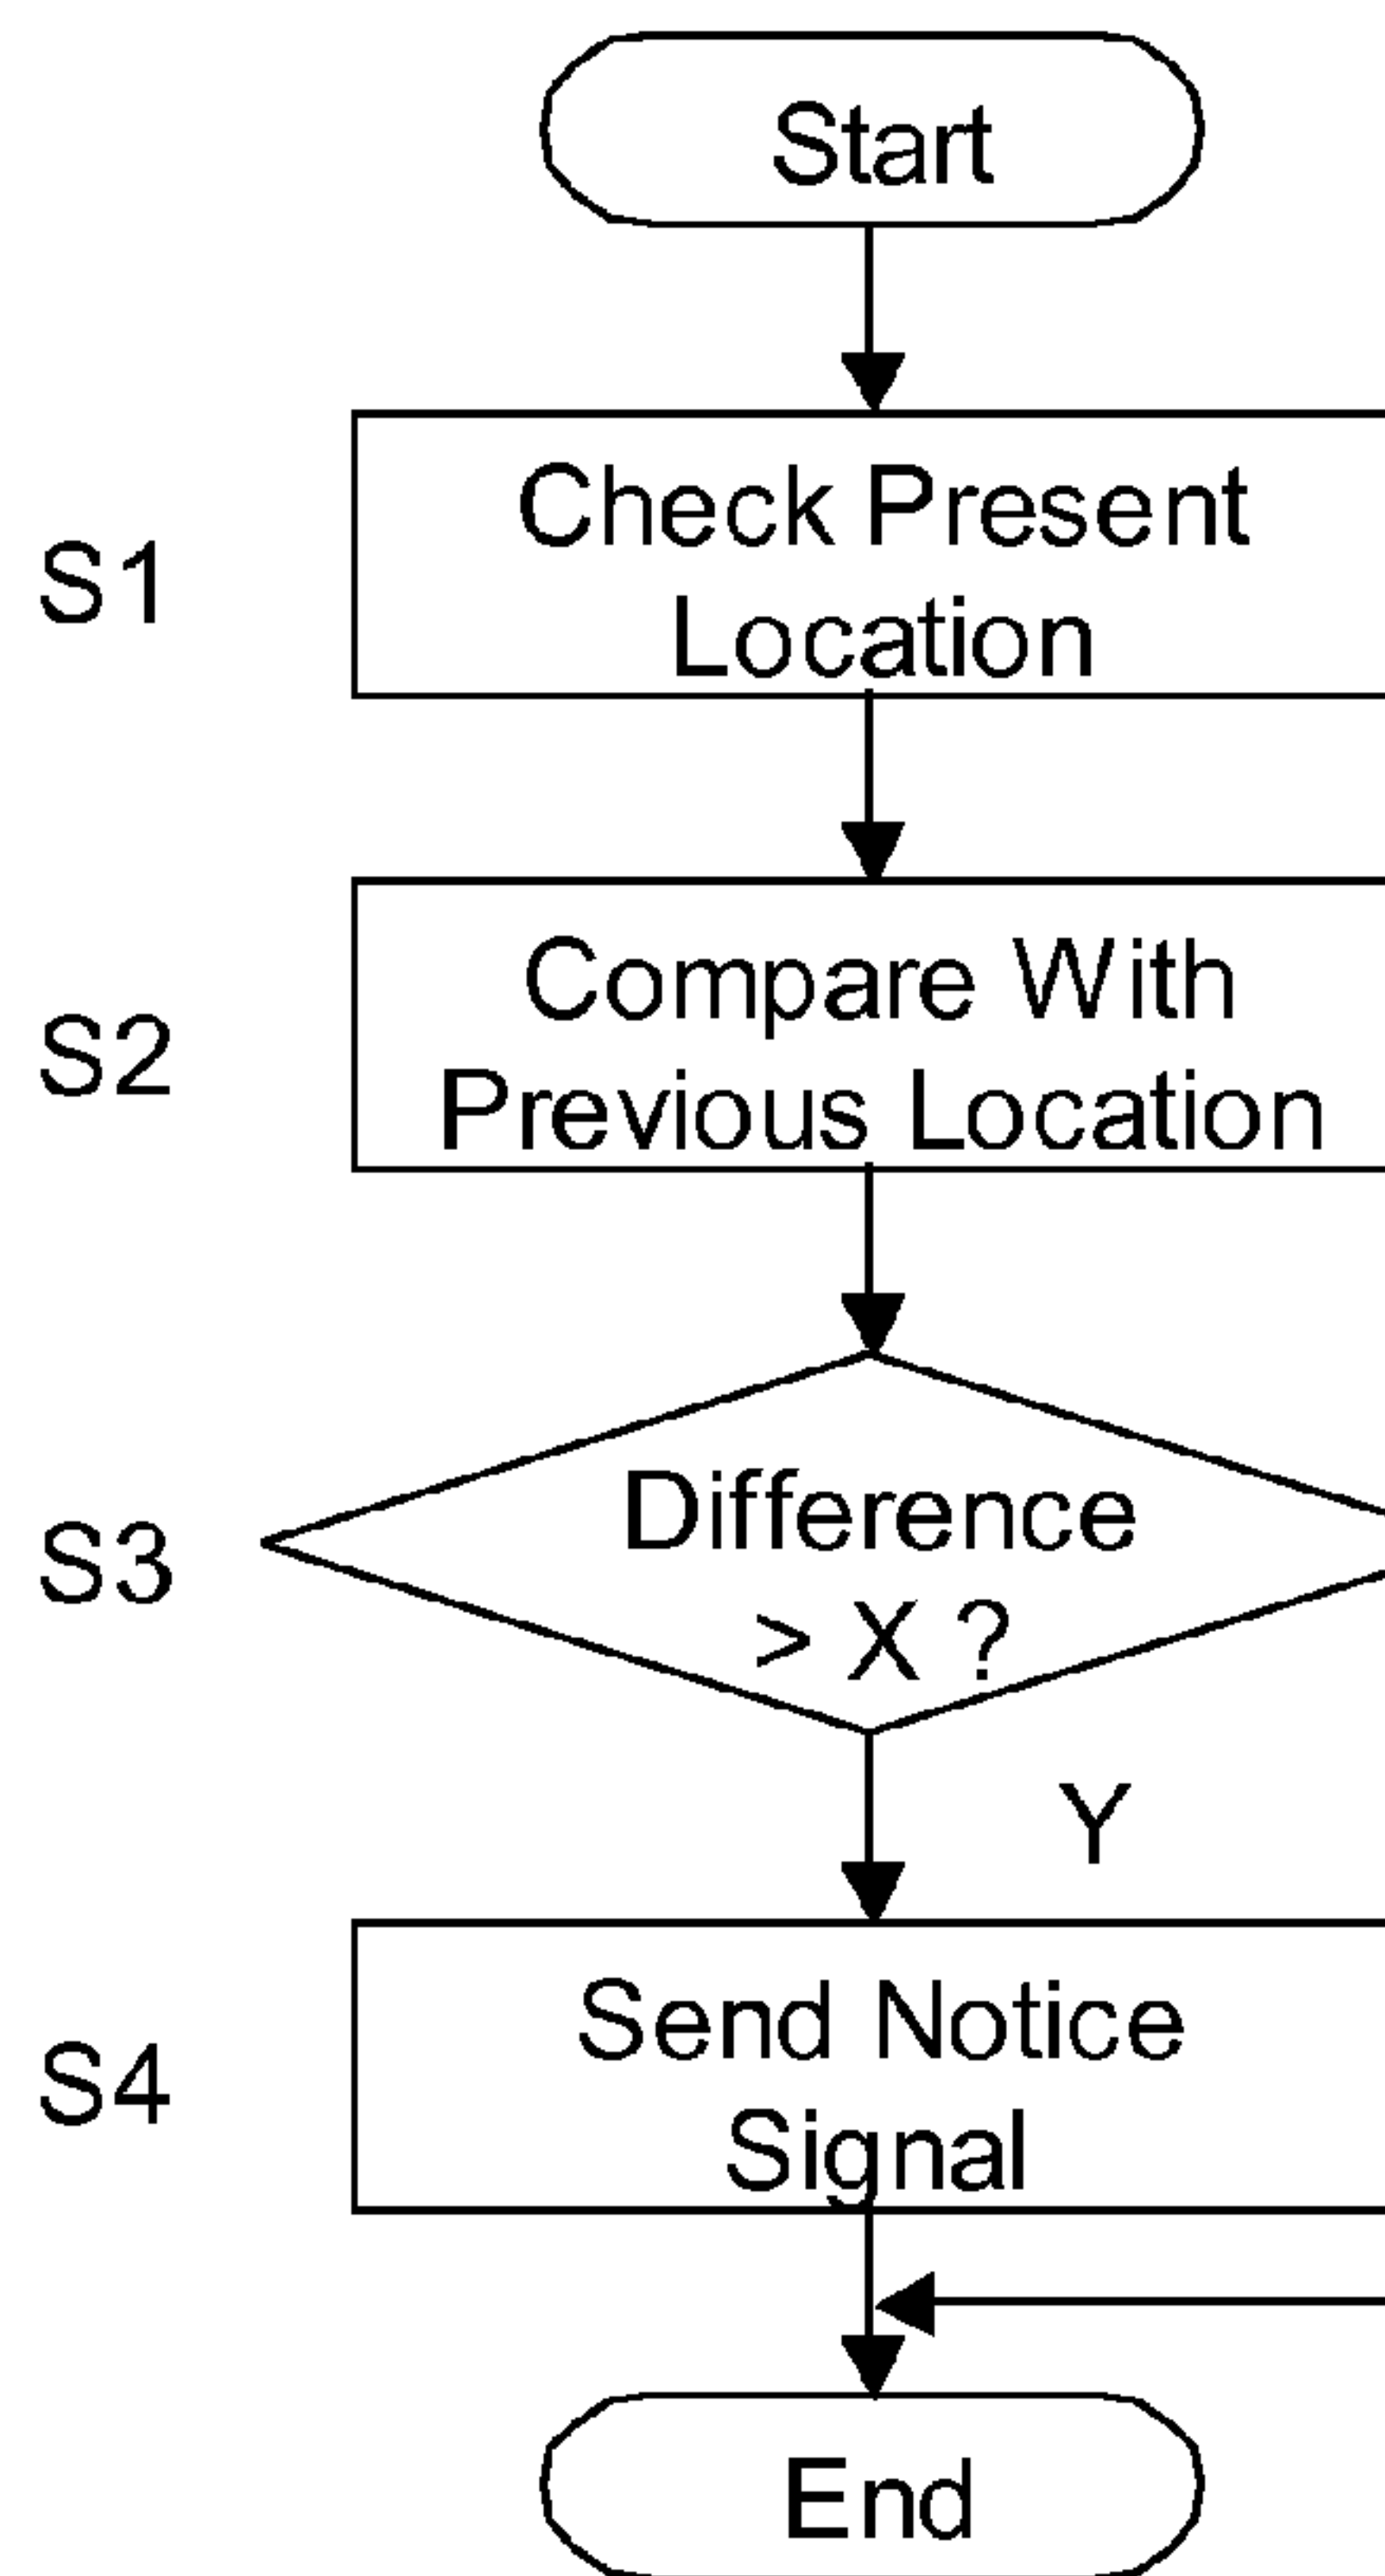 Start
S1
Check Present
Location
S2
Compare With
Previous Location
S3
Difference
> X ?
Y
S4
Send Notice
Signal
End